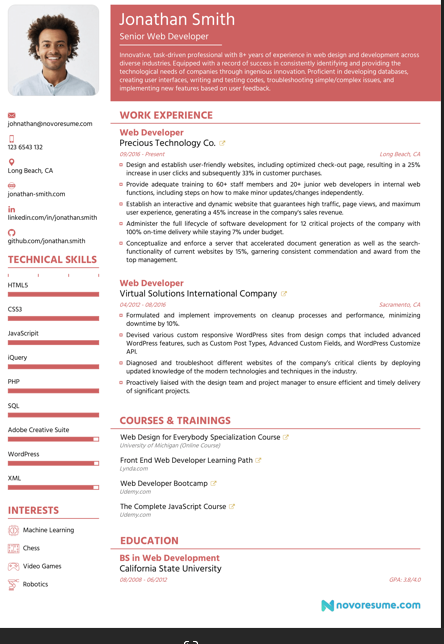 Jonathan Smith
Senior Web Developer
Innovative, task-driven professional with 8+ years of experience in web design and development across
diverse industries. Equipped with a record of success in consistently identifying and providing the
technological needs of companies through ingenious innovation. Proficient in developing databases,
creating user interfaces, writing and testing codes, troubleshooting simple/complex issues, and
implementing new features based on user feedback.
johnathan@novoresume.com
123 6543 132
Long Beach, CA
jonathan-smith.com
linkedin.com/in/jonathan.smith
github.com/jonathan.smith
TECHNICAL SKILLS
HTML5
CSS3
JavaScript
jQuery
PHP
SQL
Adobe Creative Suite
WordPress
XML
INTERESTS
Machine Learning
Chess
Video Games
Robotics
WORK EXPERIENCE
Web Developer
Precious Technology Co.
09/2016 - Present
Long Beach, CA
Design and establish user-friendly websites, including optimized check-out page, resulting in a 25%
increase in user clicks and subsequently 33% in customer purchases.
Provide adequate training to 60+ staff members and 20+ junior web developers in internal web
functions, including steps on how to make minor updates/changes independently.
Establish an interactive and dynamic website that guarantees high traffic, page views, and maximum
user experience, generating a 45% increase in the company's sales revenue.
Administer the full lifecycle of software development for 12 critical projects of the company with
100% on-time delivery while staying 7% under budget.
Conceptualize and enforce a server that accelerated document generation as well as the search-
functionality of current websites by 15%, garnering consistent commendation and award from the
top management.
Web Developer
Virtual Solutions International Company
04/2012 - 08/2016
Sacramento, CA
Formulated and implement improvements on cleanup processes and performance, minimizing
downtime by 10%.
Devised various custom responsive WordPress sites from design comps that included advanced
WordPress features, such as Custom Post Types, Advanced Custom Fields, and WordPress Customize
API.
Diagnosed and troubleshoot different websites of the company's critical clients by deploying
updated knowledge of the modern technologies and techniques in the industry.
Proactively liaised with the design team and project manager to ensure efficient and timely delivery
of significant projects.
COURSES & TRAININGS
Web Design for Everybody Specialization Course
University of Michigan (Online Course)
Front End Web Developer Learning Path
Lynda.com
Web Developer Bootcamp
Udemy.com
The Complete JavaScript Course
Udemy.com
EDUCATION
BS in Web Development
California State University
08/2008 - 06/2012
GPA: 3.8/4.0
novoresume.com